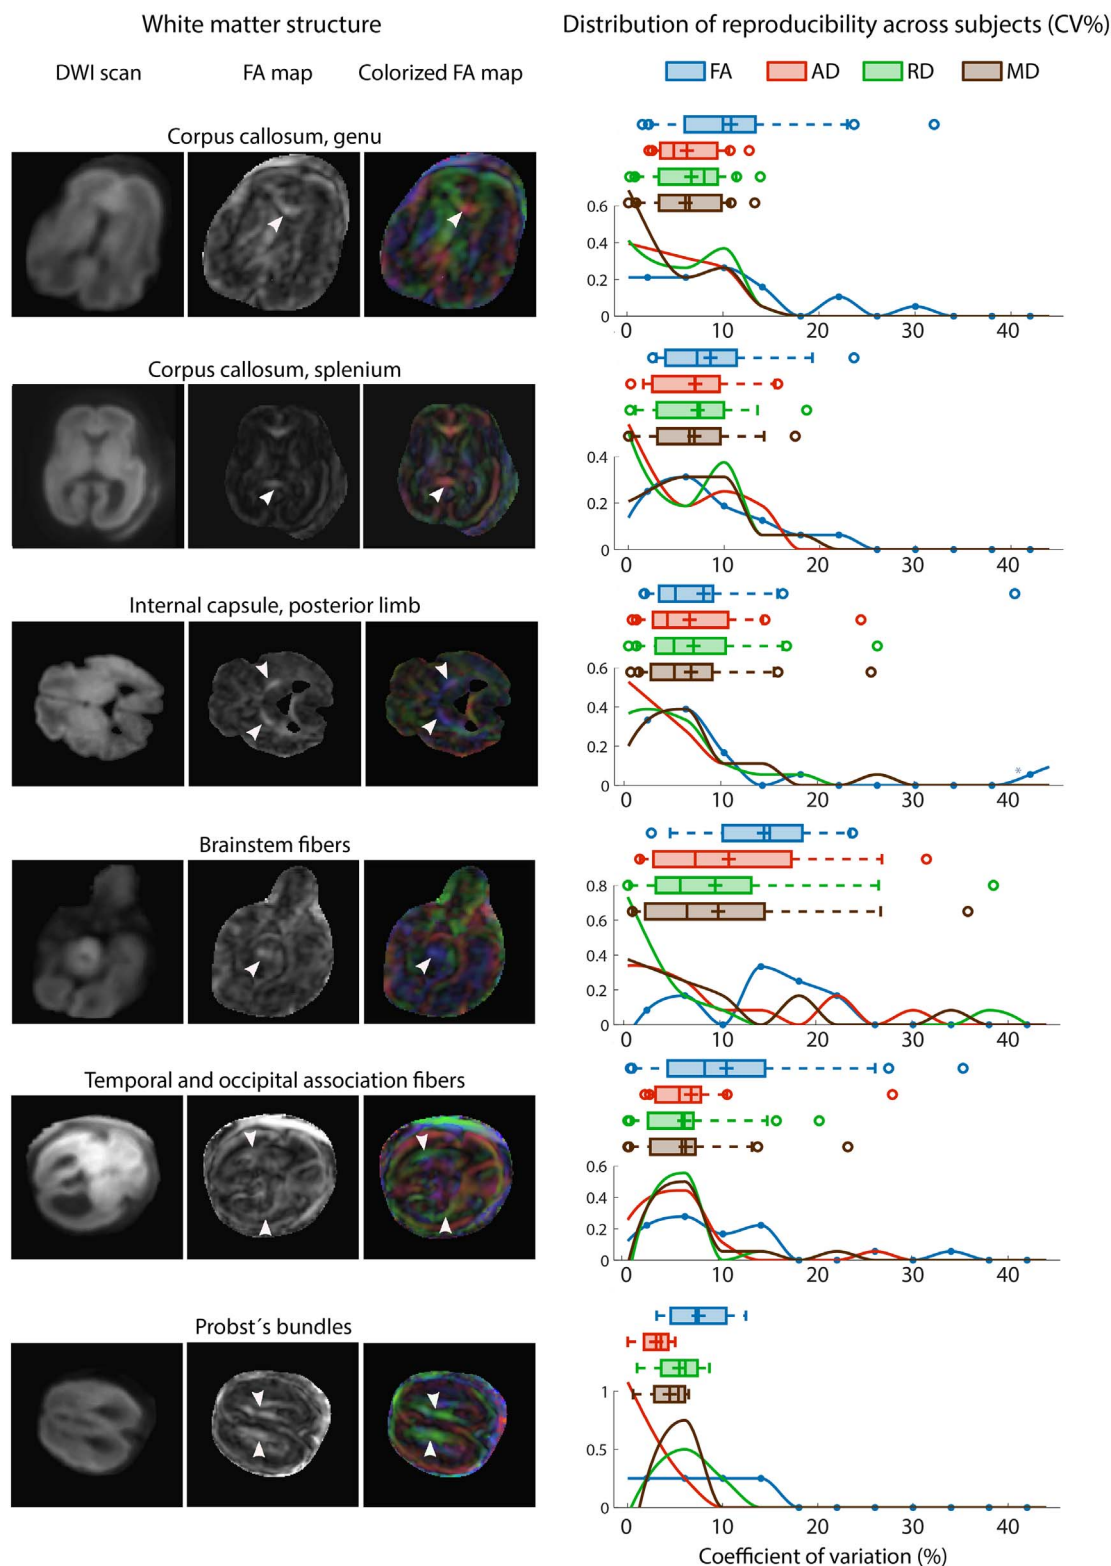 White matter structure
Distribution of reproducibility across subjects (CV%)
DWI scan
FA map
Colorized FA map
FA
AD
RD
MD
Corpus callosum, genu
0.6
0.4
0.2
0
0 10 20 30 40
Corpus callosum, splenium
0.4
0.2
0
0 10 20 30 40
Internal capsule, posterior limb
0.6
0.4
0.2
0
*
0 10 20 30 40
Brainstem fibers
0.8
0.6
0.4
0.2
0
0 10 20 30 40
Temporal and occipital association fibers
0.6
0.4
0.2
0
0 10 20 30 40
Probst´s bundles
1
0.5
0
0 10 20 30 40
Coefficient of variation (%)